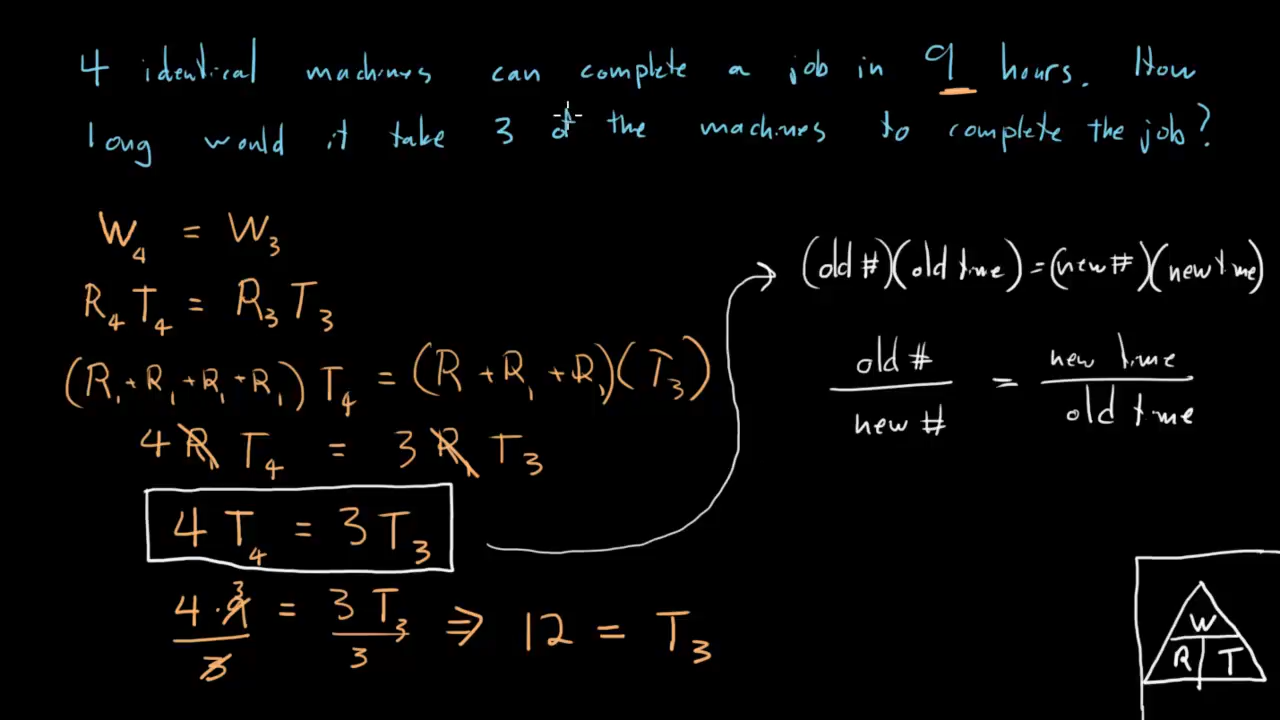 4 identical machines can complete a job in 9 hours. How
long would it take 3 of the machines to complete the job?
W₄ = W₃
R₄ T₄ = R₃ T₃
(R₁ + R₁ + R₁ + R₁) T₄ = (R + R₁ + R₁)(T₃)
4 R₁ T₄ = 3 R₁ T₃
4 T₄ = 3 T₃
4 · 9 3 / 3 = 3 T₃ / 3 ⇒ 12 = T₃
(old #)(old time) = (new #)(new time)
old # / new # = new time / old time
W
R T